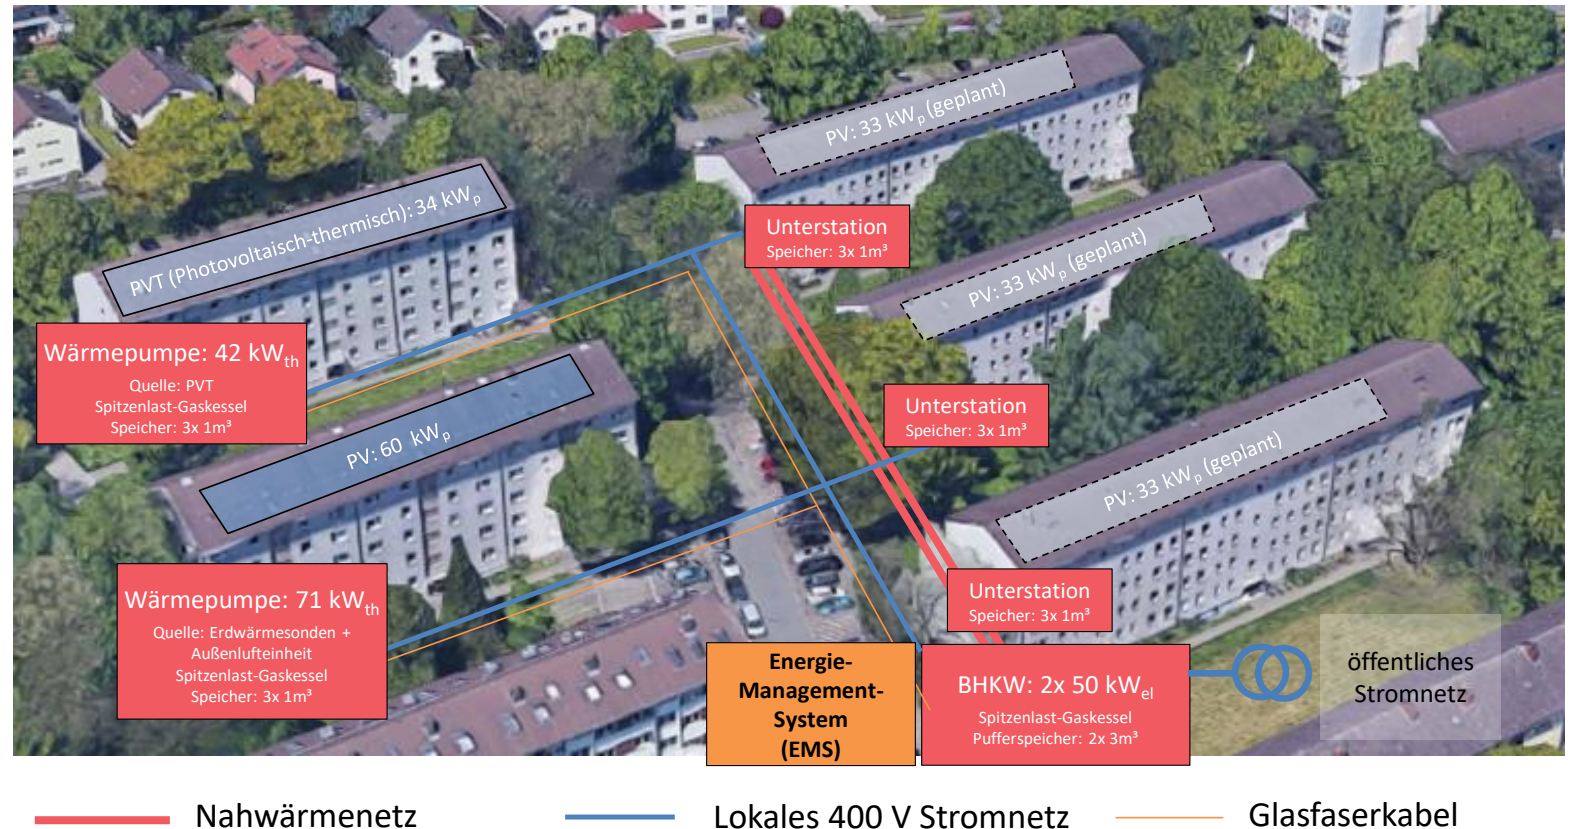 PV: 33 kWp (geplant)
PVT (Photovoltaisch-thermisch): 34 kWp
Unterstation
Speicher: 3x 1m³
PV: 33 kWp (geplant)
Wärmepumpe: 42 kWth
Quelle: PVT
Spitzenlast-Gaskessel
Speicher: 3x 1m³
PV: 60 kWp
Unterstation
Speicher: 3x 1m³
PV: 33 kWp (geplant)
Wärmepumpe: 71 kWth
Quelle: Erdwärmesonden +
Außenlufteinheit
Spitzenlast-Gaskessel
Speicher: 3x 1m³
Unterstation
Speicher: 3x 1m³
Energie-
Management-
System
(EMS)
BHKW: 2x 50 kWel
Spitzenlast-Gaskessel
Pufferspeicher: 2x 3m³
öffentliches
Stromnetz
Nahwärmenetz
Lokales 400 V Stromnetz
Glasfaserkabel